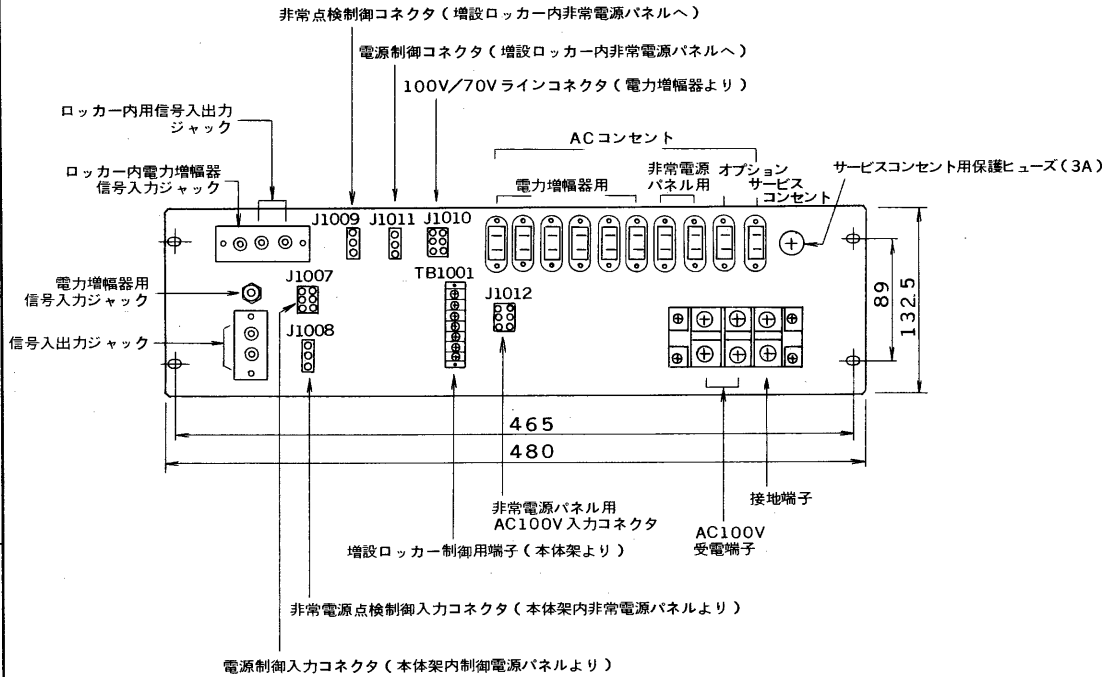 非常点検制御コネクタ（増設ロッカー内非常電源パネルへ）
電源制御コネクタ（増設ロッカー内非常電源パネルへ）
100V／70Vラインコネクタ（電力増幅器より）
ロッカー内用信号入出力
ジャック
ACコンセント
ロッカー内電力増幅器
信号入力ジャック
電力増幅器用
非常電源
パネル用
オプション
サービス
コンセント
サービスコンセント用保護ヒューズ（3A）
J1009
J1011
J1010
J1007
TB1001
J1012
電力増幅器用
信号入力ジャック
J1008
信号入出力ジャック
89
132.5
465
480
非常電源パネル用
AC100V入力コネクタ
接地端子
AC100V
受電端子
増設ロッカー制御用端子（本体架より）
非常電源点検制御入力コネクタ（本体架内非常電源パネルより）
電源制御入力コネクタ（本体架内制御電源パネルより）